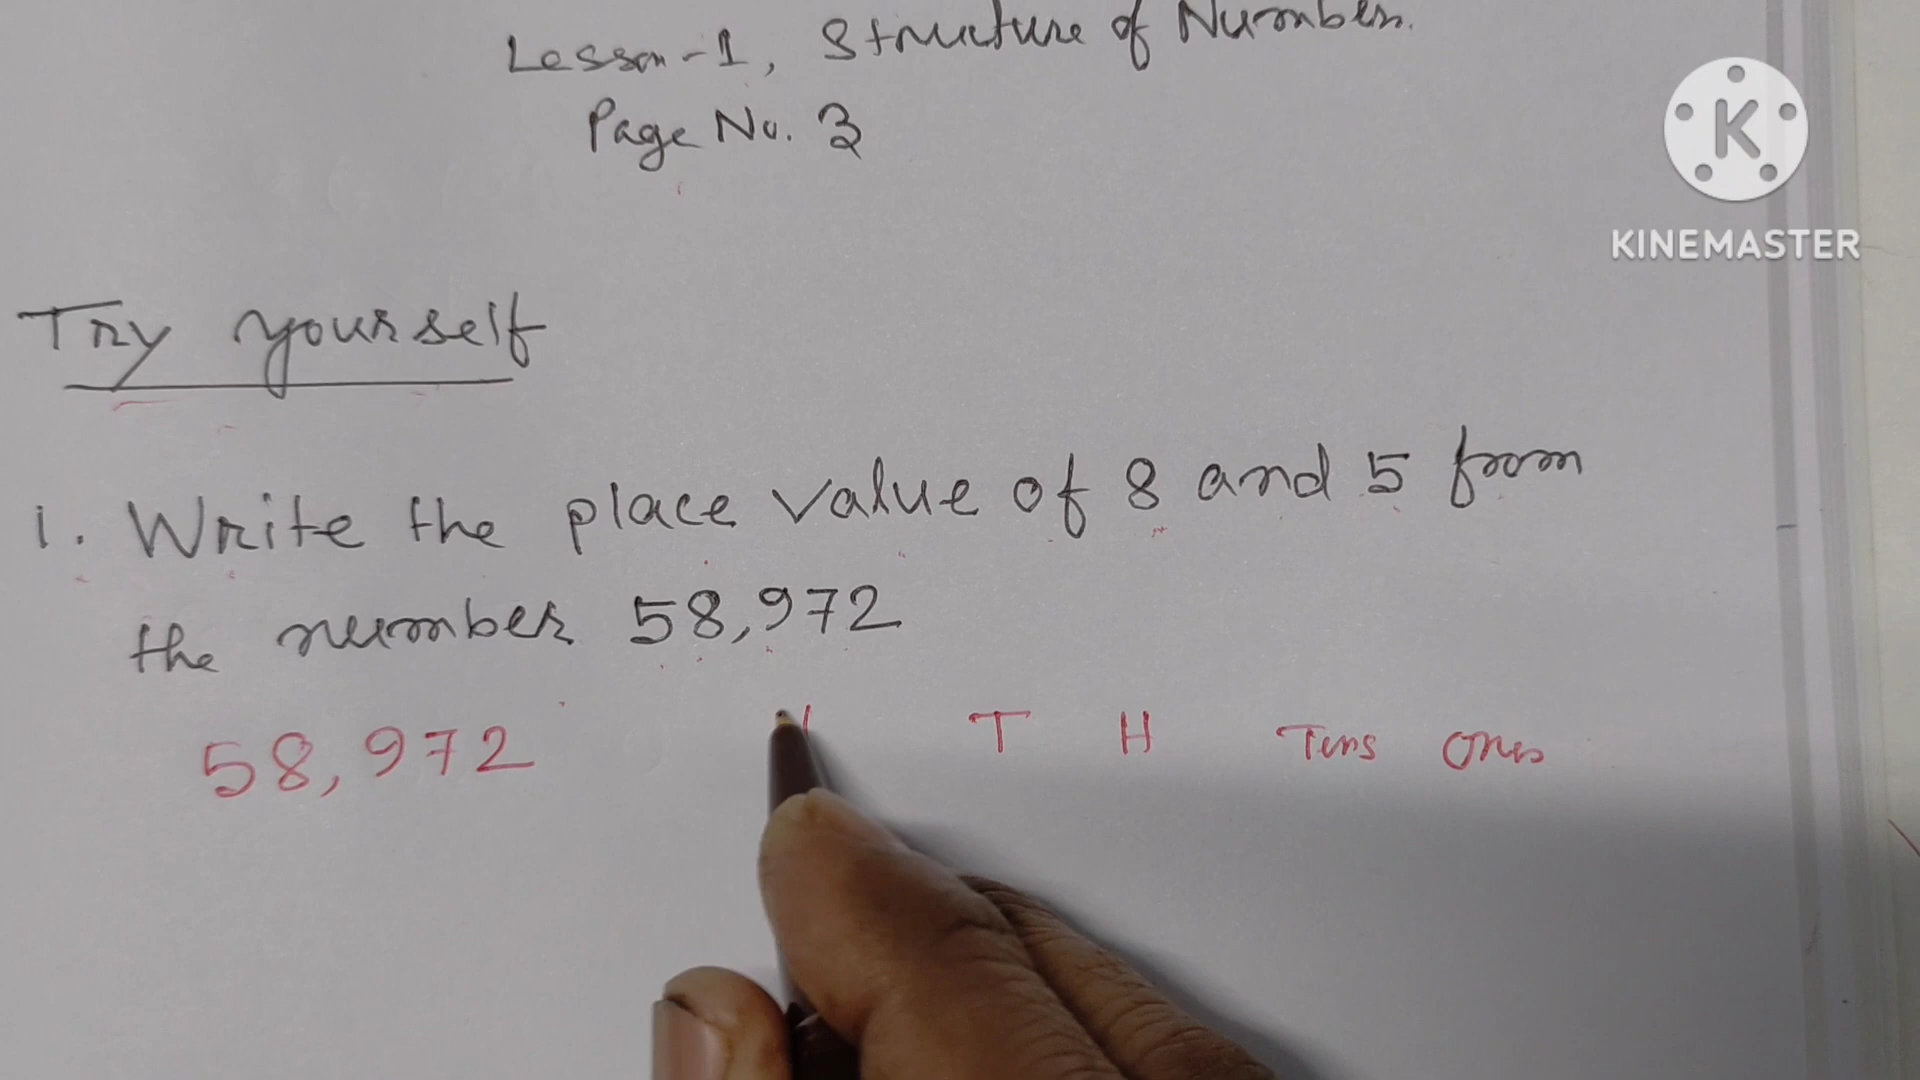 Lesson-1, Structure of Number.
Page No. 3
K
KINEMASTER
Try yourself
1. Write the place value of 8 and 5 from
the number 58,972
58,972 T H Tens Ones